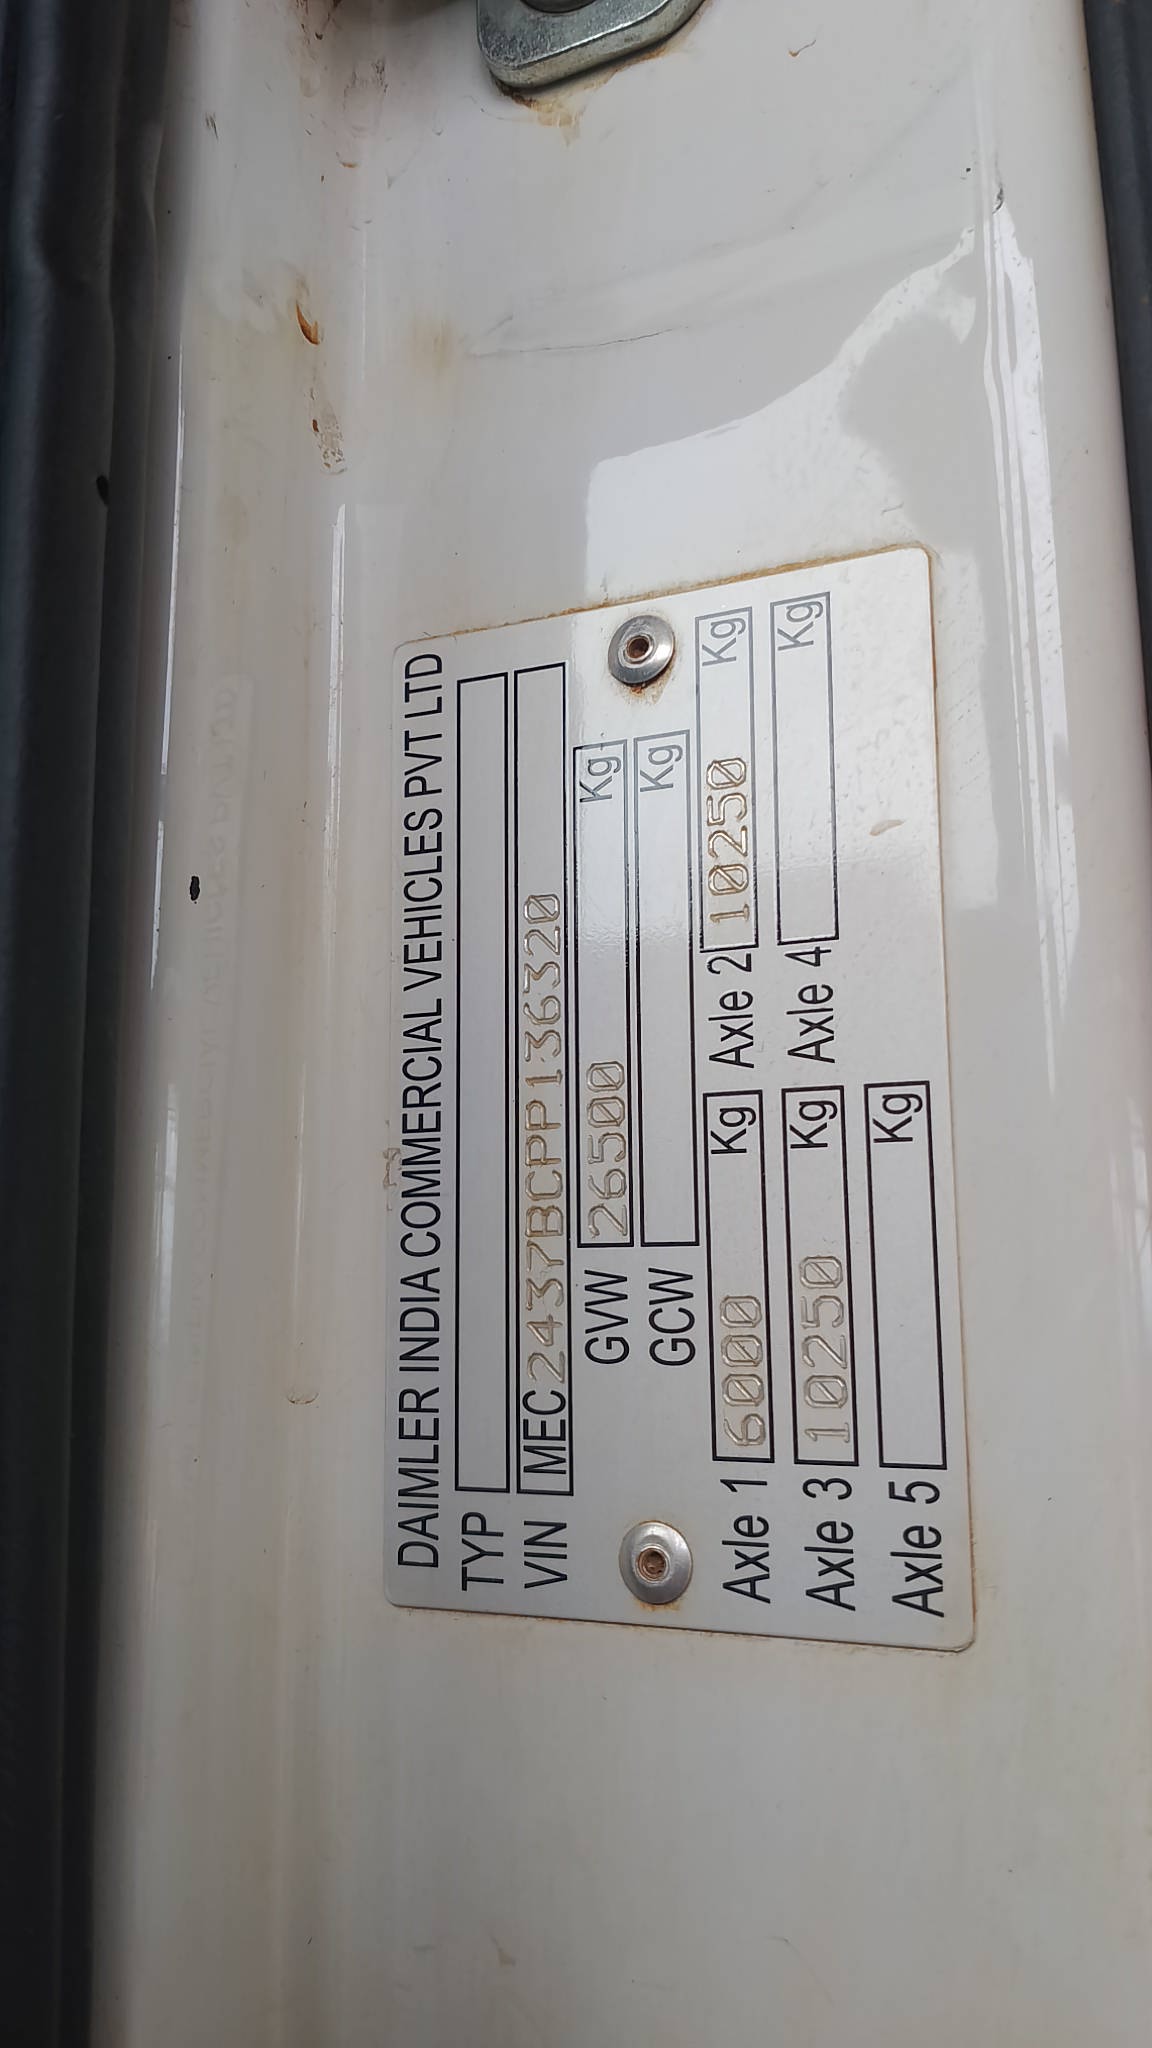 DAIMLER INDIA COMMERCIAL VEHICLES PVT LTD
TYP
VIN MEC2437BCPP136320
GVW 26500 Kg
GCW Kg
Axle 1 6000 Kg Axle 2 10250 Kg
Axle 3 10250 Kg Axle 4 Kg
Axle 5 Kg